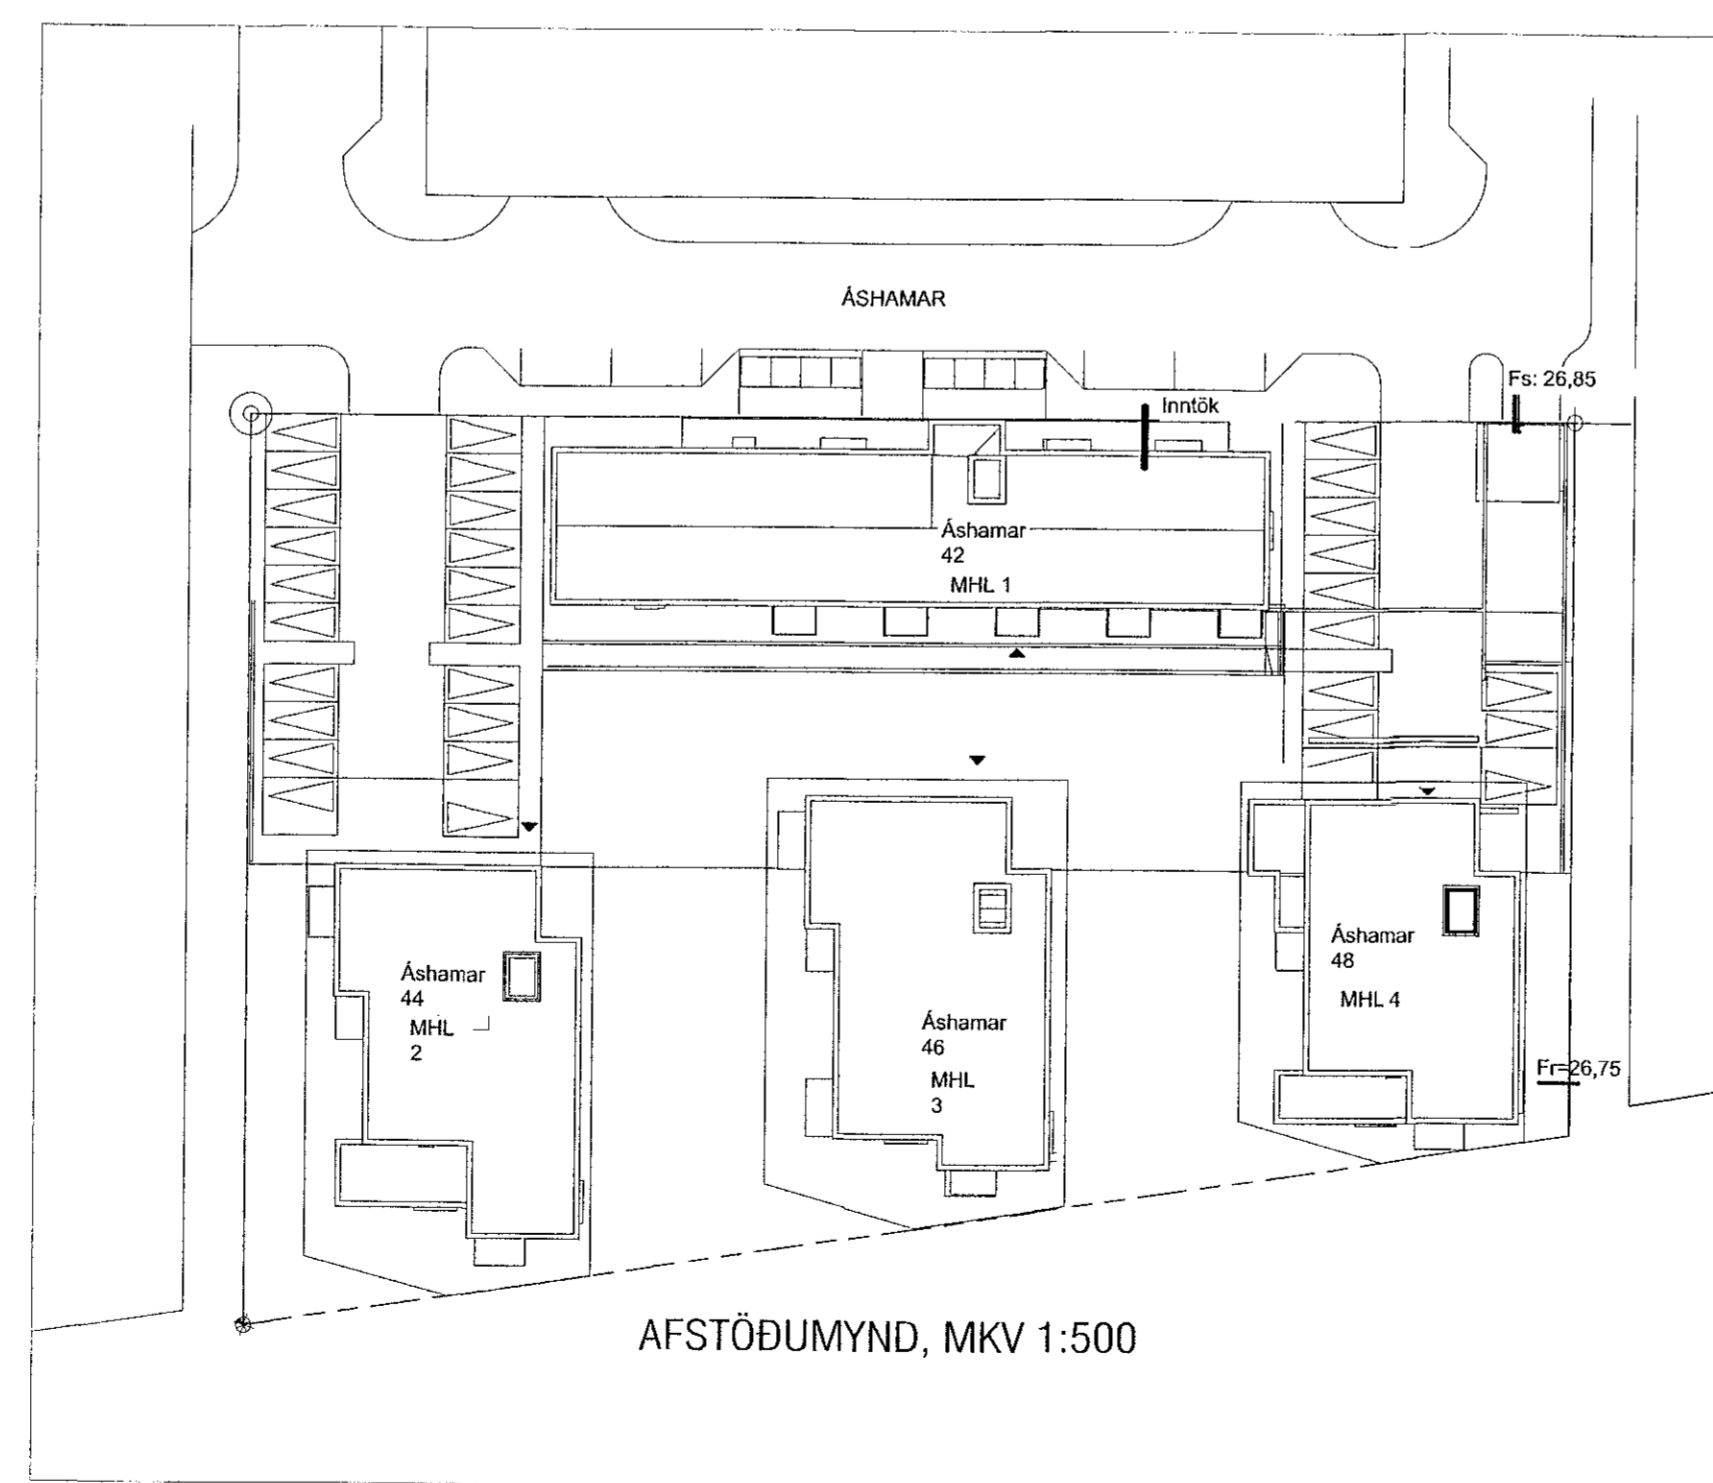 ÁSHAMAR
Fs: 26,85
Inntök
Áshamar
42
MHL 1
Áshamar
44
MHL
2
Áshamar
46
MHL
3
Áshamar
48
MHL 4
Fr=26,75
AFSTÖÐUMYND, MKV 1:500